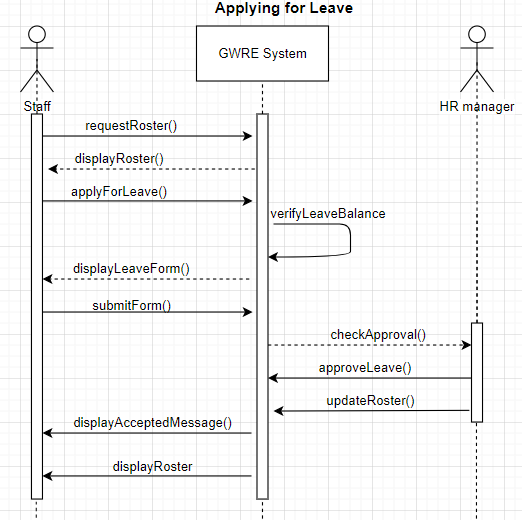 Applying for Leave
GWRE System
Staff
HR manager
requestRoster()
displayRoster()
applyForLeave()
verifyLeaveBalance
displayLeaveForm()
submitForm()
checkApproval()
approveLeave()
updateRoster()
displayAcceptedMessage()
displayRoster